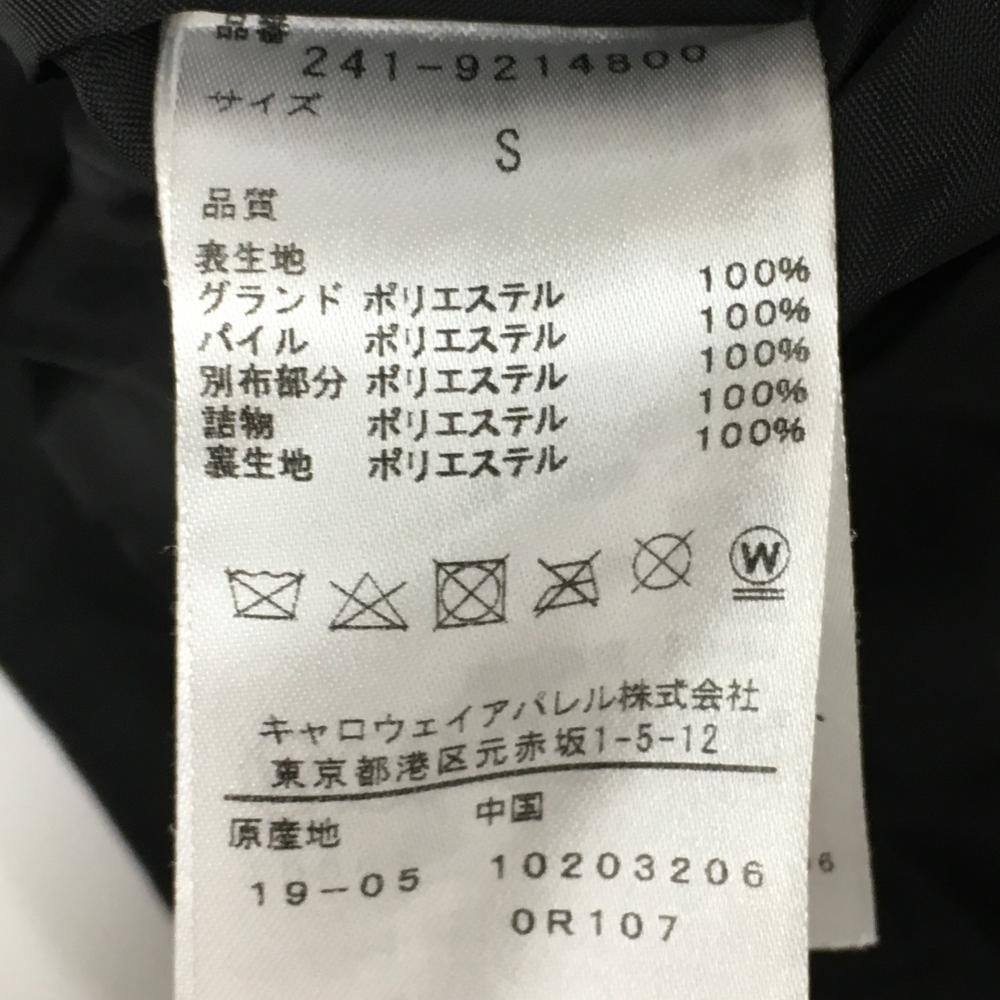 品番
241-9214800
サイズ
S
品質
表生地
グランド ポリエステル 100%
パイル ポリエステル 100%
別布部分 ポリエステル 100%
詰物 ポリエステル 100%
裏生地 ポリエステル 100%
W
キャロウェイアパレル株式会社
東京都港区元赤坂1-5-12
原産地 中国
19-05 10203206
0R107
6